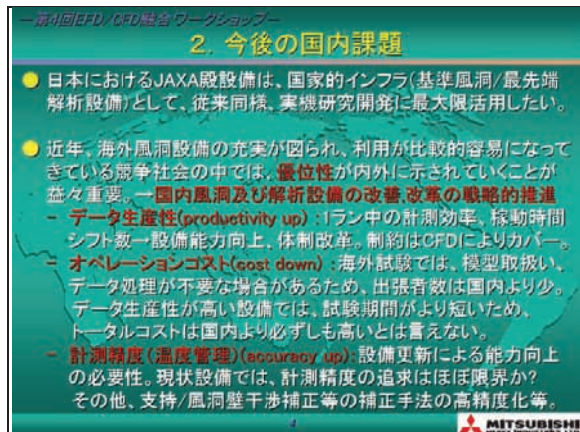 ー第4回EFD/CFD融合ワークショップー
2. 今後の国内課題
● 日本におけるJAXA殿設備は、国家的インフラ(基準風洞/最先端
解析設備)として、従来同様、実機研究開発に最大限活用したい。
● 近年、海外風洞設備の充実が図られ、利用が比較的容易になって
きている競争社会の中では、優位性が内外に示されていくことが
益々重要。→国内風洞及び解析設備の改善,改革の戦略的推進
- データ生産性(productivity up):1ラン中の計測効率、稼動時間
シフト数→設備能力向上、体制改革。制約はCFDによりカバー。
- オペレーションコスト(cost down):海外試験では、模型取扱い、
データ処理が不要な場合があるため、出張者数は国内より少。
データ生産性が高い設備では、試験期間がより短いため、
トータルコストは国内より必ずしも高いとは言えない。
- 計測精度(温度管理)(accuracy up):設備更新による能力向上
の必要性。現状設備では、計測精度の追求はほぼ限界か?
その他、支持/風洞壁干渉補正等の補正手法の高精度化等。
4
MITSUBISHI